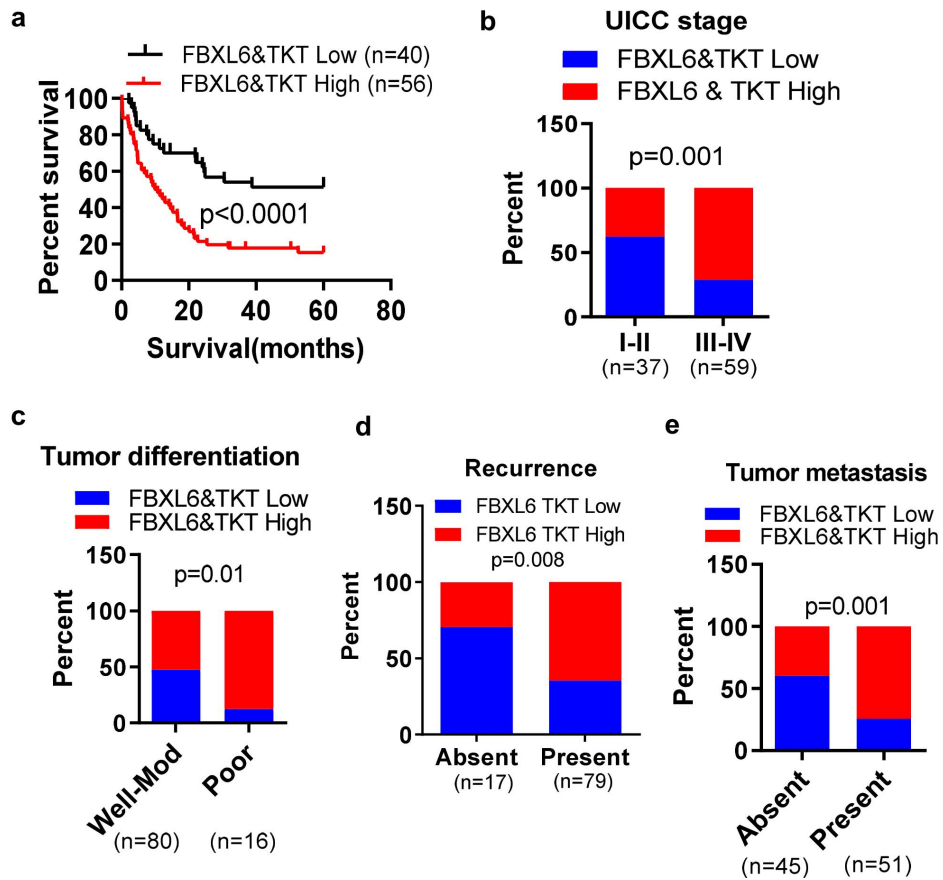 a
FBXL6&TKT Low (n=40)
FBXL6&TKT High (n=56)
100
80
60
40
20
0
Percent survival
p<0.0001
0 20 40 60 80
Survival(months)
b
UICC stage
FBXL6&TKT Low
FBXL6 & TKT High
150
100
50
0
Percent
p=0.001
I-II III-IV
(n=37) (n=59)
c
Tumor differentiation
FBXL6&TKT Low
FBXL6&TKT High
150
100
50
0
Percent
p=0.01
Well-Mod Poor
(n=80) (n=16)
d
Recurrence
FBXL6 TKT Low
FBXL6 TKT High
150
100
50
0
Percent
p=0.008
Absent Present
(n=17) (n=79)
e
Tumor metastasis
FBXL6&TKT Low
FBXL6&TKT High
150
100
50
0
Percent
p=0.001
Absent Present
(n=45) (n=51)